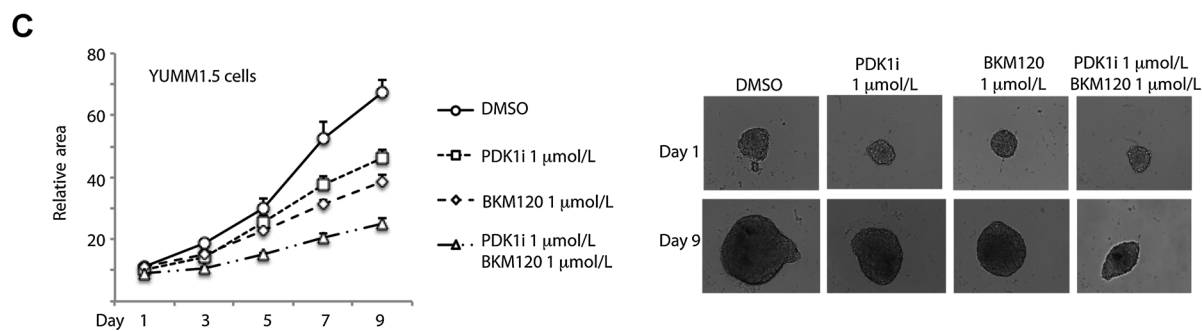 C
80
60
40
20
Relative area
YUMM1.5 cells
Day 1 3 5 7 9
DMSO
PDK1i 1 μmol/L
BKM120 1 μmol/L
PDK1i 1 μmol/L
BKM120 1 μmol/L
DMSO
PDK1i
1 μmol/L
BKM120
1 μmol/L
PDK1i 1 μmol/L
BKM120 1 μmol/L
Day 1
Day 9